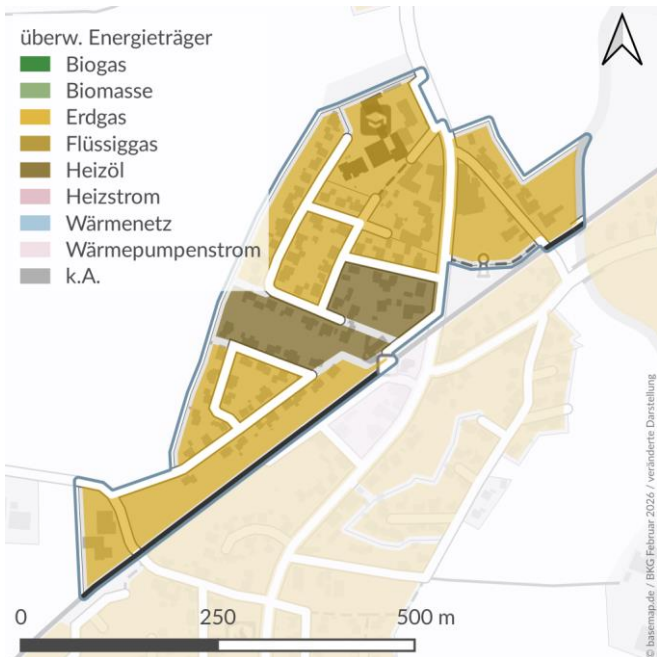 überw. Energieträger
Biogas
Biomasse
Erdgas
Flüssiggas
Heizöl
Heizstrom
Wärmenetz
Wärmepumpenstrom
k.A.
0 250 500 m
© basemap.de / BKG Februar 2026 / veränderte Darstellung